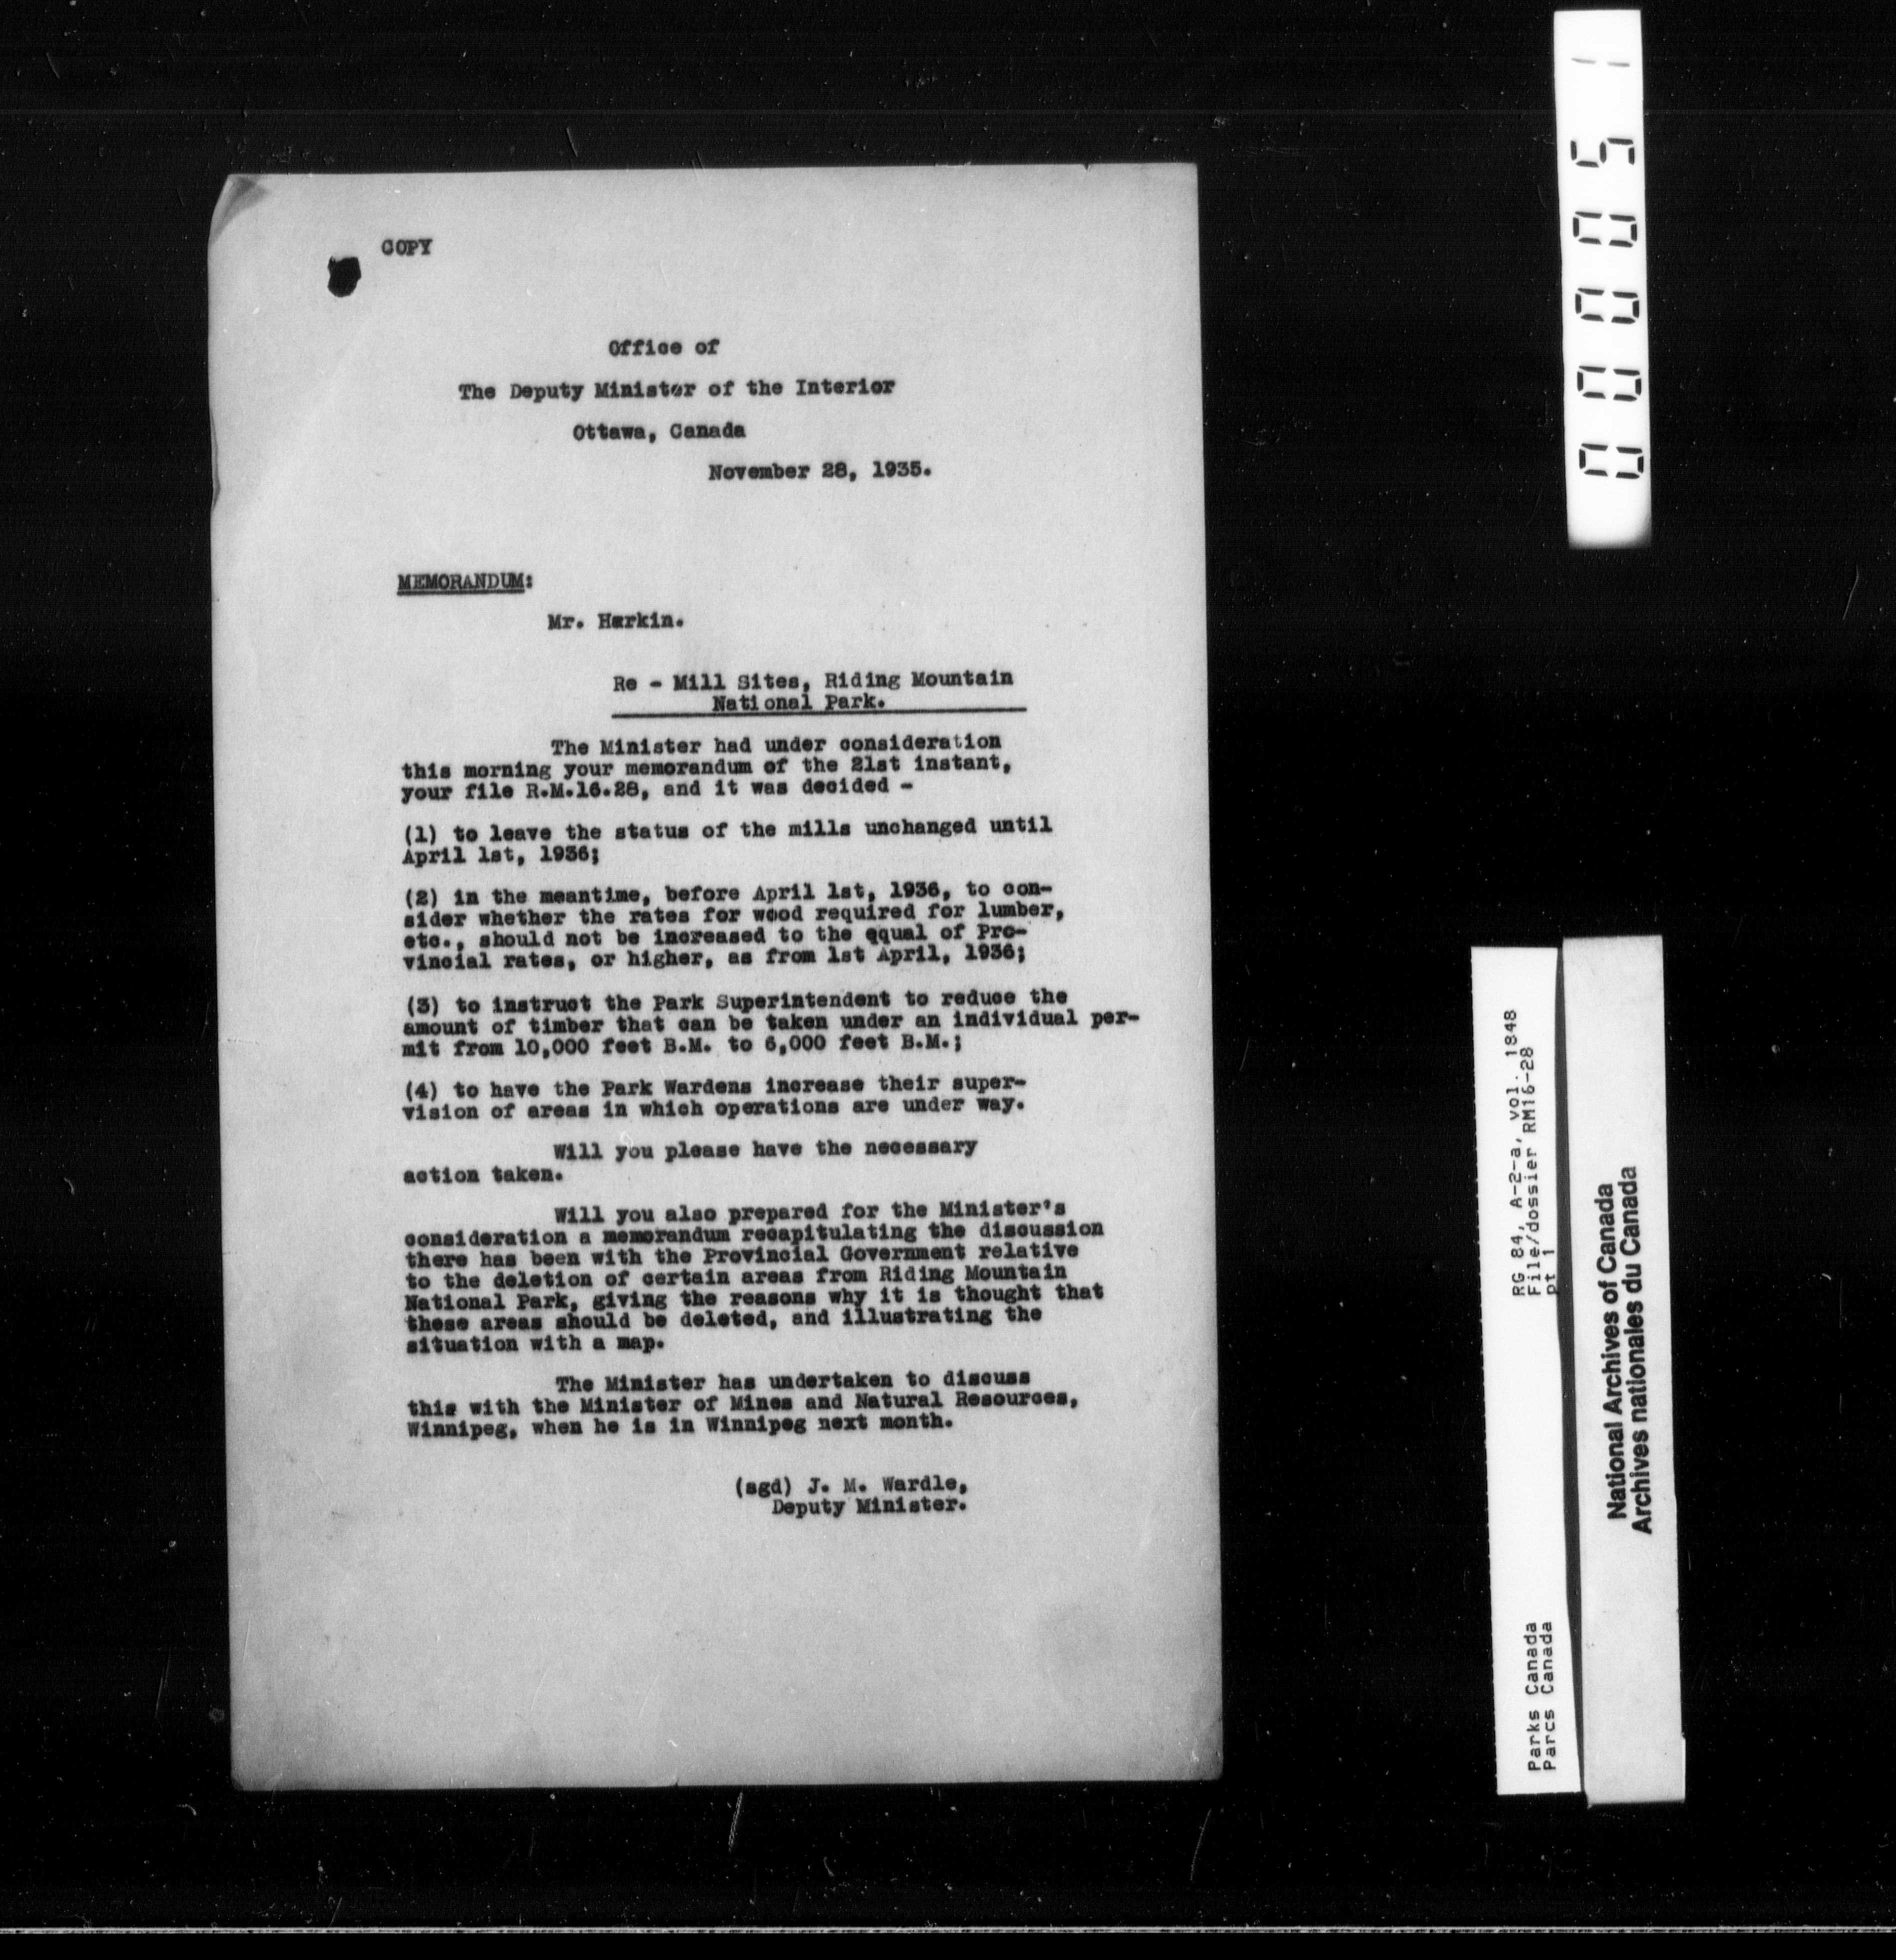 COPY
Office of
The Deputy Minister of the Interior
Ottawa, Canada
November 28, 1935.
MEMORANDUM:
Mr. Harkin.
Re - Mill Sites, Riding Mountain
National Park.
The Minister had under consideration
this morning your memorandum of the 21st instant,
your file R.M.16.28, and it was decided -
(1) to leave the status of the mills unchanged until
April 1st, 1936;
(2) in the meantime, before April 1st, 1936, to con-
sider whether the rates for wood required for lumber,
etc., should not be increased to the equal of Pro-
vincial rates, or higher, as from 1st April, 1936;
(3) to instruct the Park Superintendent to reduce the
amount of timber that can be taken under an individual per-
mit from 10,000 feet B.M. to 6,000 feet B.M.;
(4) to have the Park Wardens increase their super-
vision of areas in which operations are under way.
Will you please have the necessary
action taken.
Will you also prepared for the Minister's
consideration a memorandum recapitulating the discussion
there has been with the Provincial Government relative
to the deletion of certain areas from Riding Mountain
National Park, giving the reasons why it is thought that
these areas should be deleted, and illustrating the
situation with a map.
The Minister has undertaken to discuss
this with the Minister of Mines and Natural Resources,
Winnipeg, when he is in Winnipeg next month.
(sgd) J. M. Wardle,
Deputy Minister.
000051
RG 84, A-2-a, vol. 1848
File/dossier RM16-28
pt 1
Parks Canada
Parcs Canada
National Archives of Canada
Archives nationales du Canada